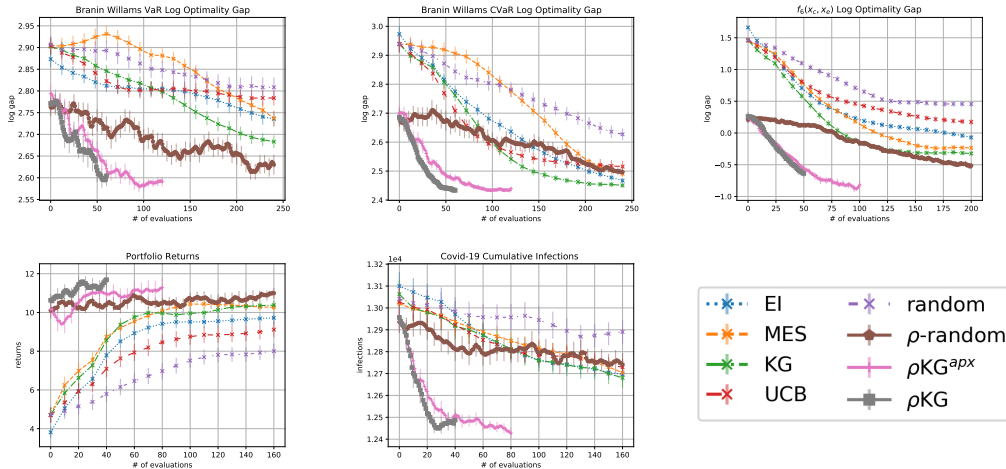 Branin Willams VaR Log Optimality Gap
2.95
2.90
2.85
2.80
2.75
2.70
2.65
2.60
2.55
log gap
0 50 100 150 200 250
# of evaluations
Branin Williams CVaR Log Optimality Gap
3.0
2.9
2.8
2.7
2.6
2.5
2.4
log gap
0 50 100 150 200 250
# of evaluations
f₆(x_c, x_e) Log Optimality Gap
1.5
1.0
0.5
0.0
−0.5
−1.0
log gap
0 25 50 75 100 125 150 175 200
# of evaluations
Portfolio Returns
12
10
8
6
4
returns
0 20 40 60 80 100 120 140 160
# of evaluations
Covid-19 Cumulative Infections
1e4
1.32
1.31
1.30
1.29
1.28
1.27
1.26
1.25
1.24
infections
0 20 40 60 80 100 120 140 160
# of evaluations
EI
MES
KG
UCB
random
ρ-random
ρKG^apx
ρKG